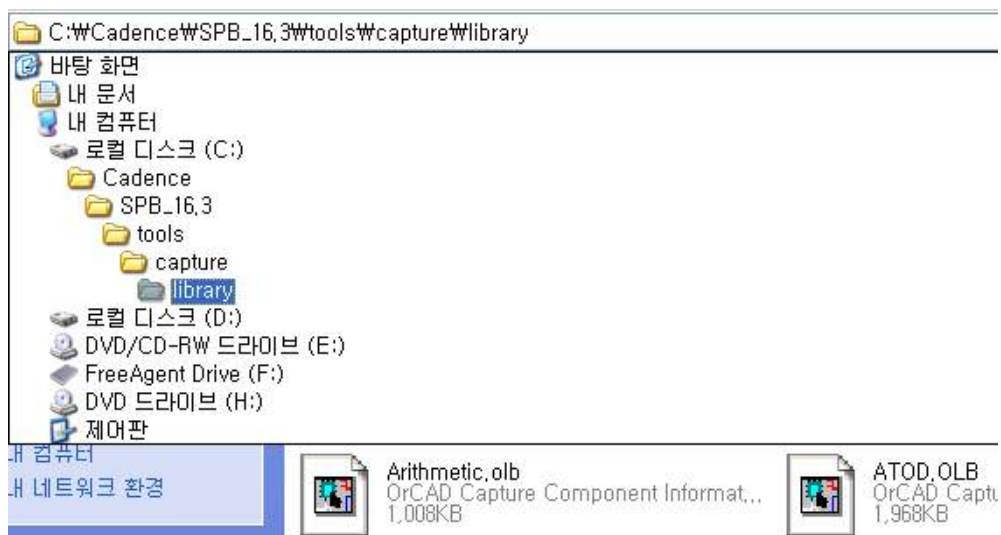 C:₩Cadence₩SPB_16,3₩tools₩capture₩library
바탕 화면
내 문서
내 컴퓨터
로컬 디스크 (C:)
Cadence
SPB_16,3
tools
capture
library
로컬 디스크 (D:)
DVD/CD-RW 드라이브 (E:)
FreeAgent Drive (F:)
DVD 드라이브 (H:)
제어판
내 컴퓨터
내 네트워크 환경
Arithmetic,olb
OrCAD Capture Component Informat,,,
1,008KB
ATOD,OLB
OrCAD Captu
1,968KB